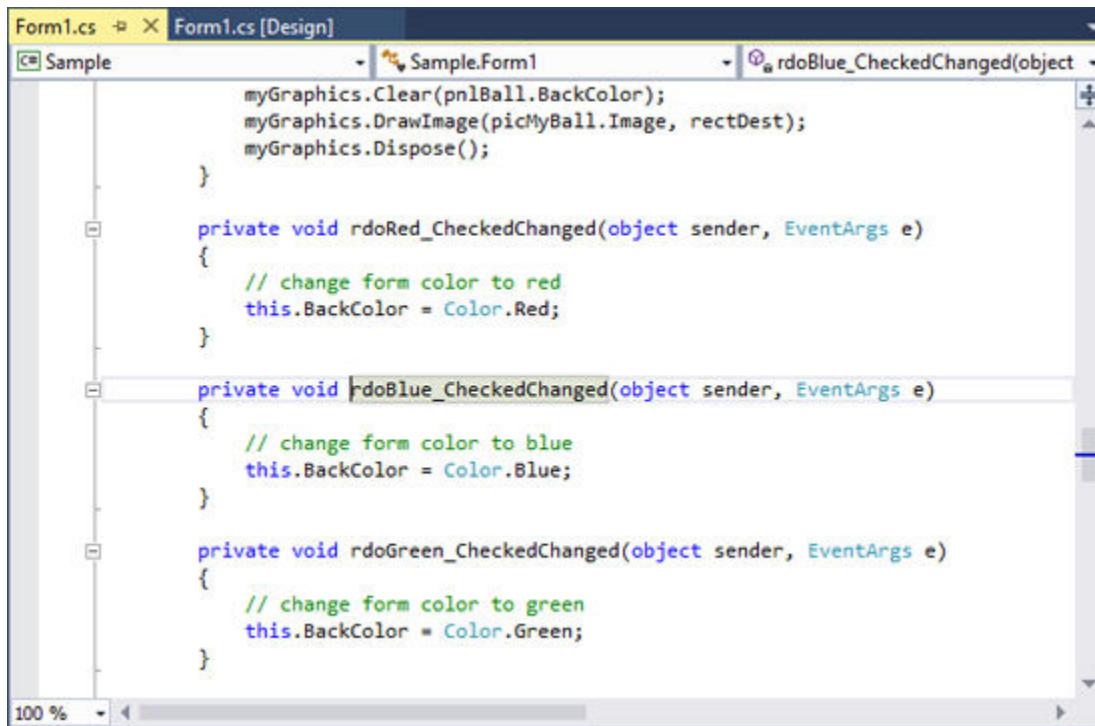 Form1.cs Form1.cs [Design]
C# Sample Sample.Form1 rdoBlue_CheckedChanged(object
myGraphics.Clear(pnlBall.BackColor);
myGraphics.DrawImage(picMyBall.Image, rectDest);
myGraphics.Dispose();
}
private void rdoRed_CheckedChanged(object sender, EventArgs e)
{
// change form color to red
this.BackColor = Color.Red;
}
private void rdoBlue_CheckedChanged(object sender, EventArgs e)
{
// change form color to blue
this.BackColor = Color.Blue;
}
private void rdoGreen_CheckedChanged(object sender, EventArgs e)
{
// change form color to green
this.BackColor = Color.Green;
}
100 %